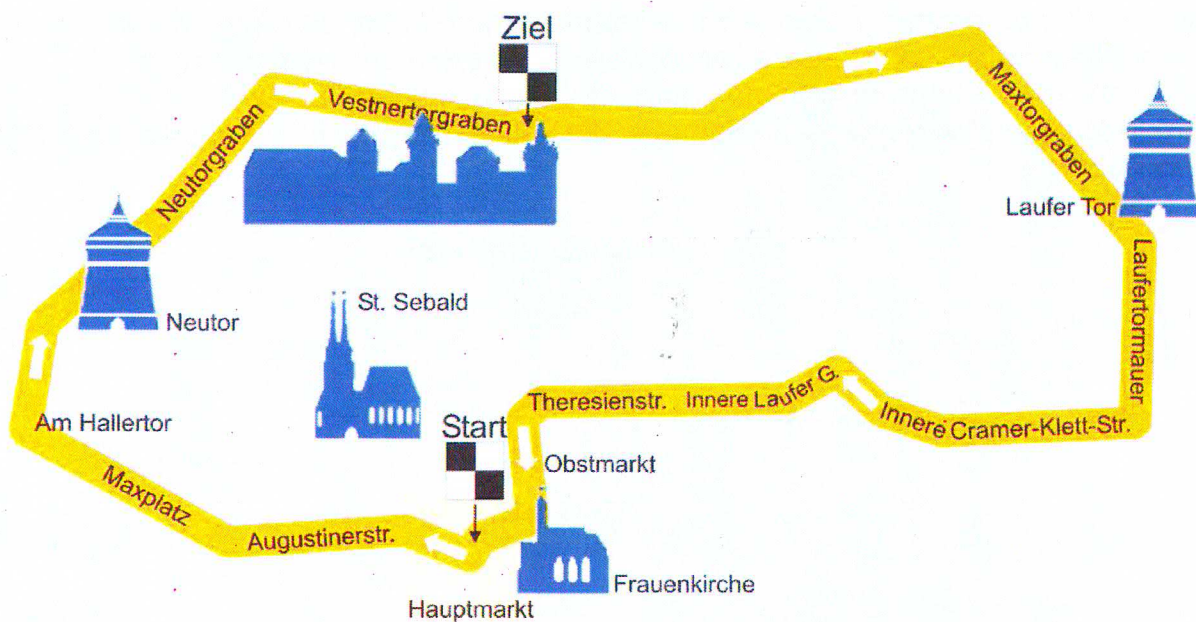 Ziel
Vestnertorgraben
Neutorgraben
Maxtorgraben
Laufer Tor
Laufertormauer
Neutor
St. Sebald
Theresienstr.
Innere Laufer G.
Innere Cramer-Klett-Str.
Am Hallertor
Start
Obstmarkt
Maxplatz
Augustinerstr.
Frauenkirche
Hauptmarkt